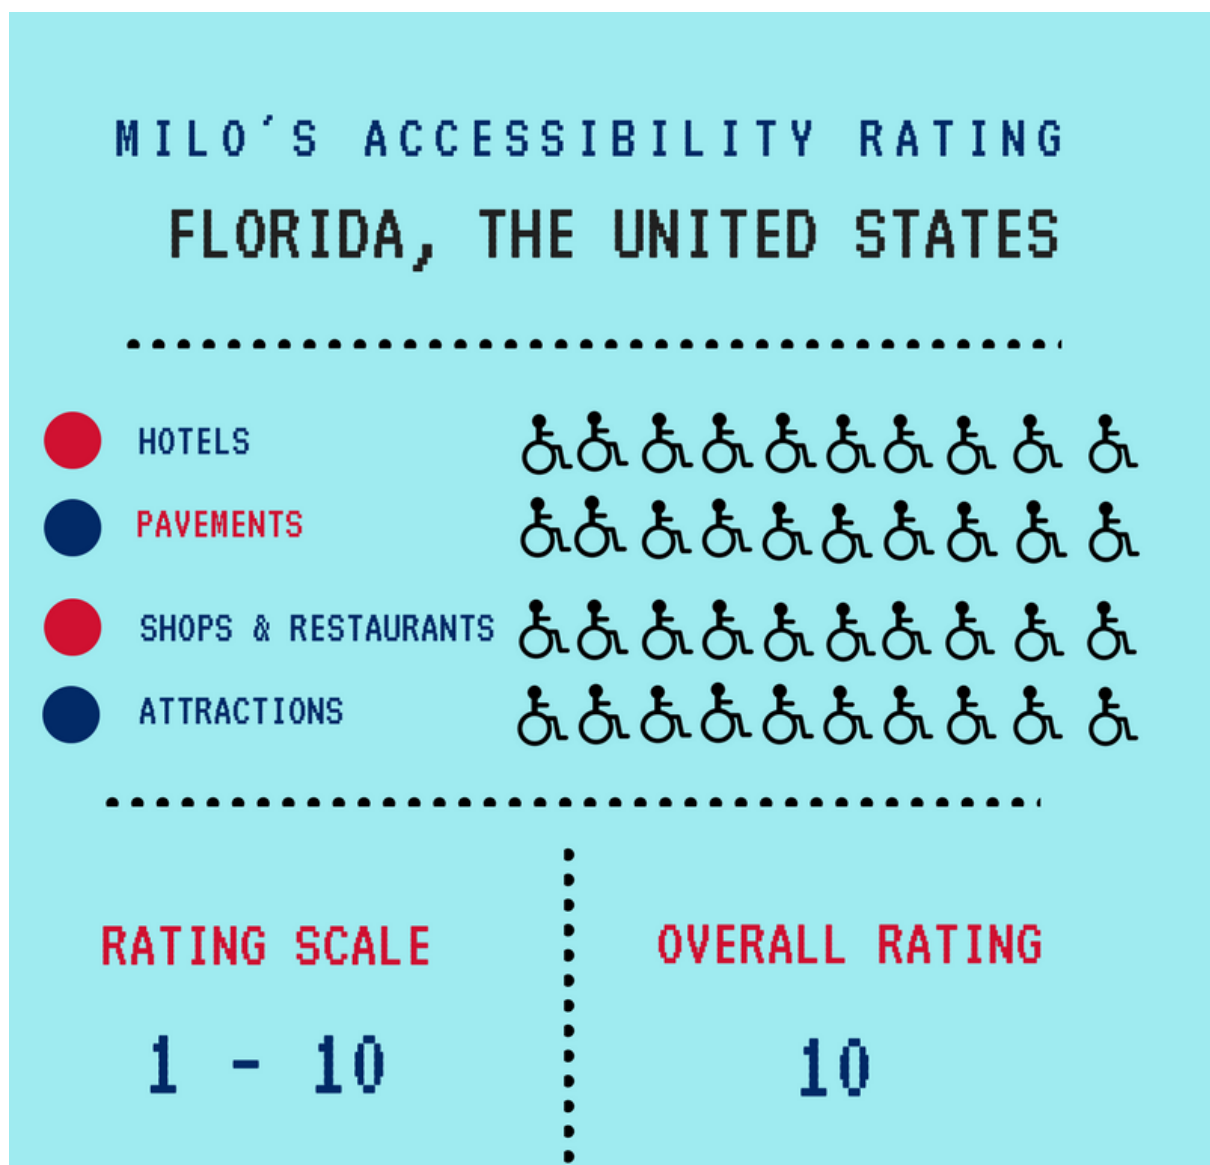 MILO´S ACCESSIBILITY RATING
FLORIDA, THE UNITED STATES
HOTELS
PAVEMENTS
SHOPS & RESTAURANTS
ATTRACTIONS
RATING SCALE
1 - 10
OVERALL RATING
10